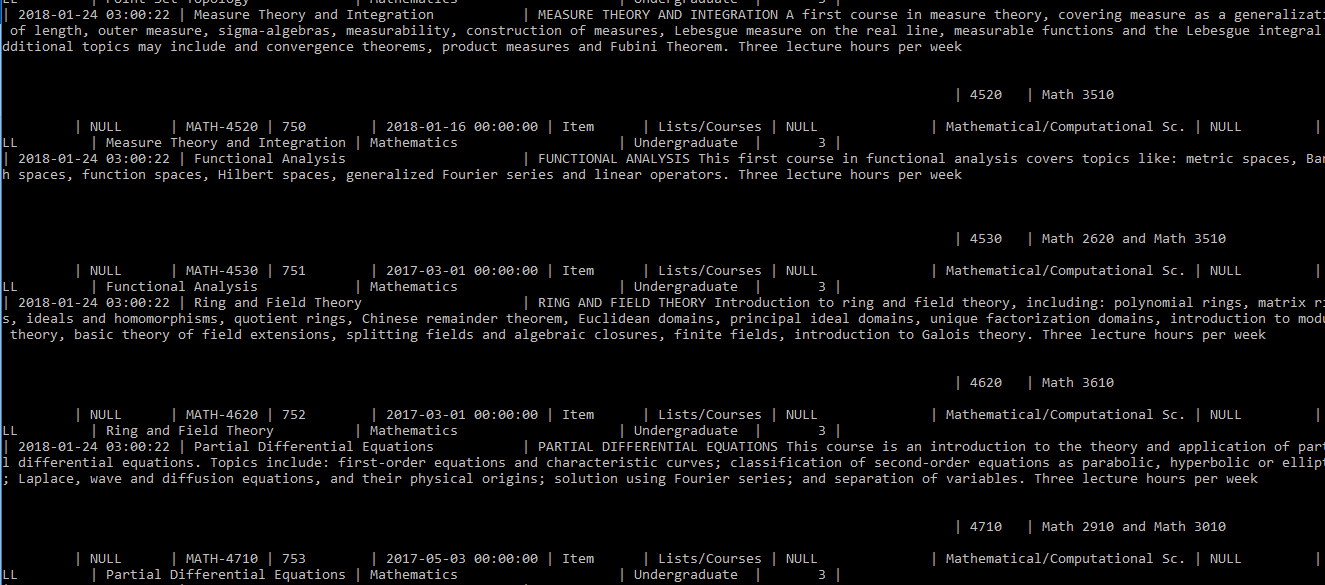 | 2018-01-24 03:00:22 | Measure Theory and Integration | MEASURE THEORY AND INTEGRATION A first course in measure theory, covering measure as a generalizati
of length, outer measure, sigma-algebras, measurability, construction of measures, Lebesgue measure on the real line, measurable functions and the Lebesgue integral
dditional topics may include and convergence theorems, product measures and Fubini Theorem. Three lecture hours per week
| 4520 | Math 3510
| NULL | MATH-4520 | 750 | 2018-01-16 00:00:00 | Item | Lists/Courses | NULL | Mathematical/Computational Sc. | NULL |
LL | Measure Theory and Integration | Mathematics | Undergraduate | 3 |
| 2018-01-24 03:00:22 | Functional Analysis | FUNCTIONAL ANALYSIS This first course in functional analysis covers topics like: metric spaces, Ban
h spaces, function spaces, Hilbert spaces, generalized Fourier series and linear operators. Three lecture hours per week
| 4530 | Math 2620 and Math 3510
| NULL | MATH-4530 | 751 | 2017-03-01 00:00:00 | Item | Lists/Courses | NULL | Mathematical/Computational Sc. | NULL |
LL | Functional Analysis | Mathematics | Undergraduate | 3 |
| 2018-01-24 03:00:22 | Ring and Field Theory | RING AND FIELD THEORY Introduction to ring and field theory, including: polynomial rings, matrix ri
s, ideals and homomorphisms, quotient rings, Chinese remainder theorem, Euclidean domains, principal ideal domains, unique factorization domains, introduction to modu
theory, basic theory of field extensions, splitting fields and algebraic closures, finite fields, introduction to Galois theory. Three lecture hours per week
| 4620 | Math 3610
| NULL | MATH-4620 | 752 | 2017-03-01 00:00:00 | Item | Lists/Courses | NULL | Mathematical/Computational Sc. | NULL |
LL | Ring and Field Theory | Mathematics | Undergraduate | 3 |
| 2018-01-24 03:00:22 | Partial Differential Equations | PARTIAL DIFFERENTIAL EQUATIONS This course is an introduction to the theory and application of part
l differential equations. Topics include: first-order equations and characteristic curves; classification of second-order equations as parabolic, hyperbolic or ellipt
; Laplace, wave and diffusion equations, and their physical origins; solution using Fourier series; and separation of variables. Three lecture hours per week
| 4710 | Math 2910 and Math 3010
| NULL | MATH-4710 | 753 | 2017-05-03 00:00:00 | Item | Lists/Courses | NULL | Mathematical/Computational Sc. | NULL |
LL | Partial Differential Equations | Mathematics | Undergraduate | 3 |